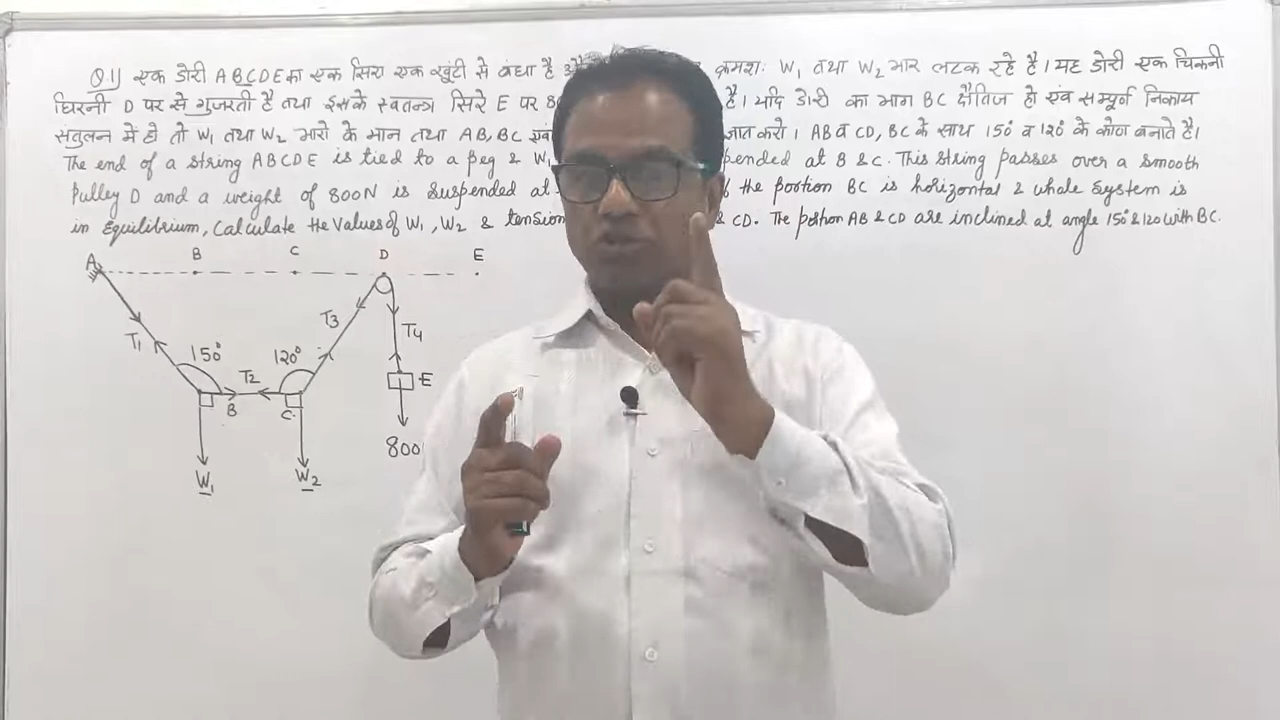 Q.1) एक डोरी ABCDE का एक सिरा एक खूंटी से बंधा है क्रमशः W₁ तथा W₂ भार लटक रहे है। यह डोरी एक चिकनी
घिरनी D पर से गुजरती है तथा इसके स्वतन्त्र सिरे E पर 8 है। यदि डोरी का भाग BC क्षैतिज हो एवं सम्पूर्ण निकाय
संतुलन में हो तो W₁ तथा W₂ भारो के मान तथा AB, BC एवं ज्ञात करो। AB व CD, BC के साथ 150° व 120° के कोण बनाते है।
The end of a string ABCDE is tied to a peg & W₁ at B & C. This string passes over a smooth
Pulley D and a weight of 800N is suspended at the portion BC is horizontal & whole system is
in Equilibrium, Calculate the values of W₁, W₂ & tension & CD. The portion AB & CD are inclined at angle 150° & 120 with BC.
A B C D E
T₁ T₃ T₄
150° 120°
T₂ E
B C
800
W₁ W₂